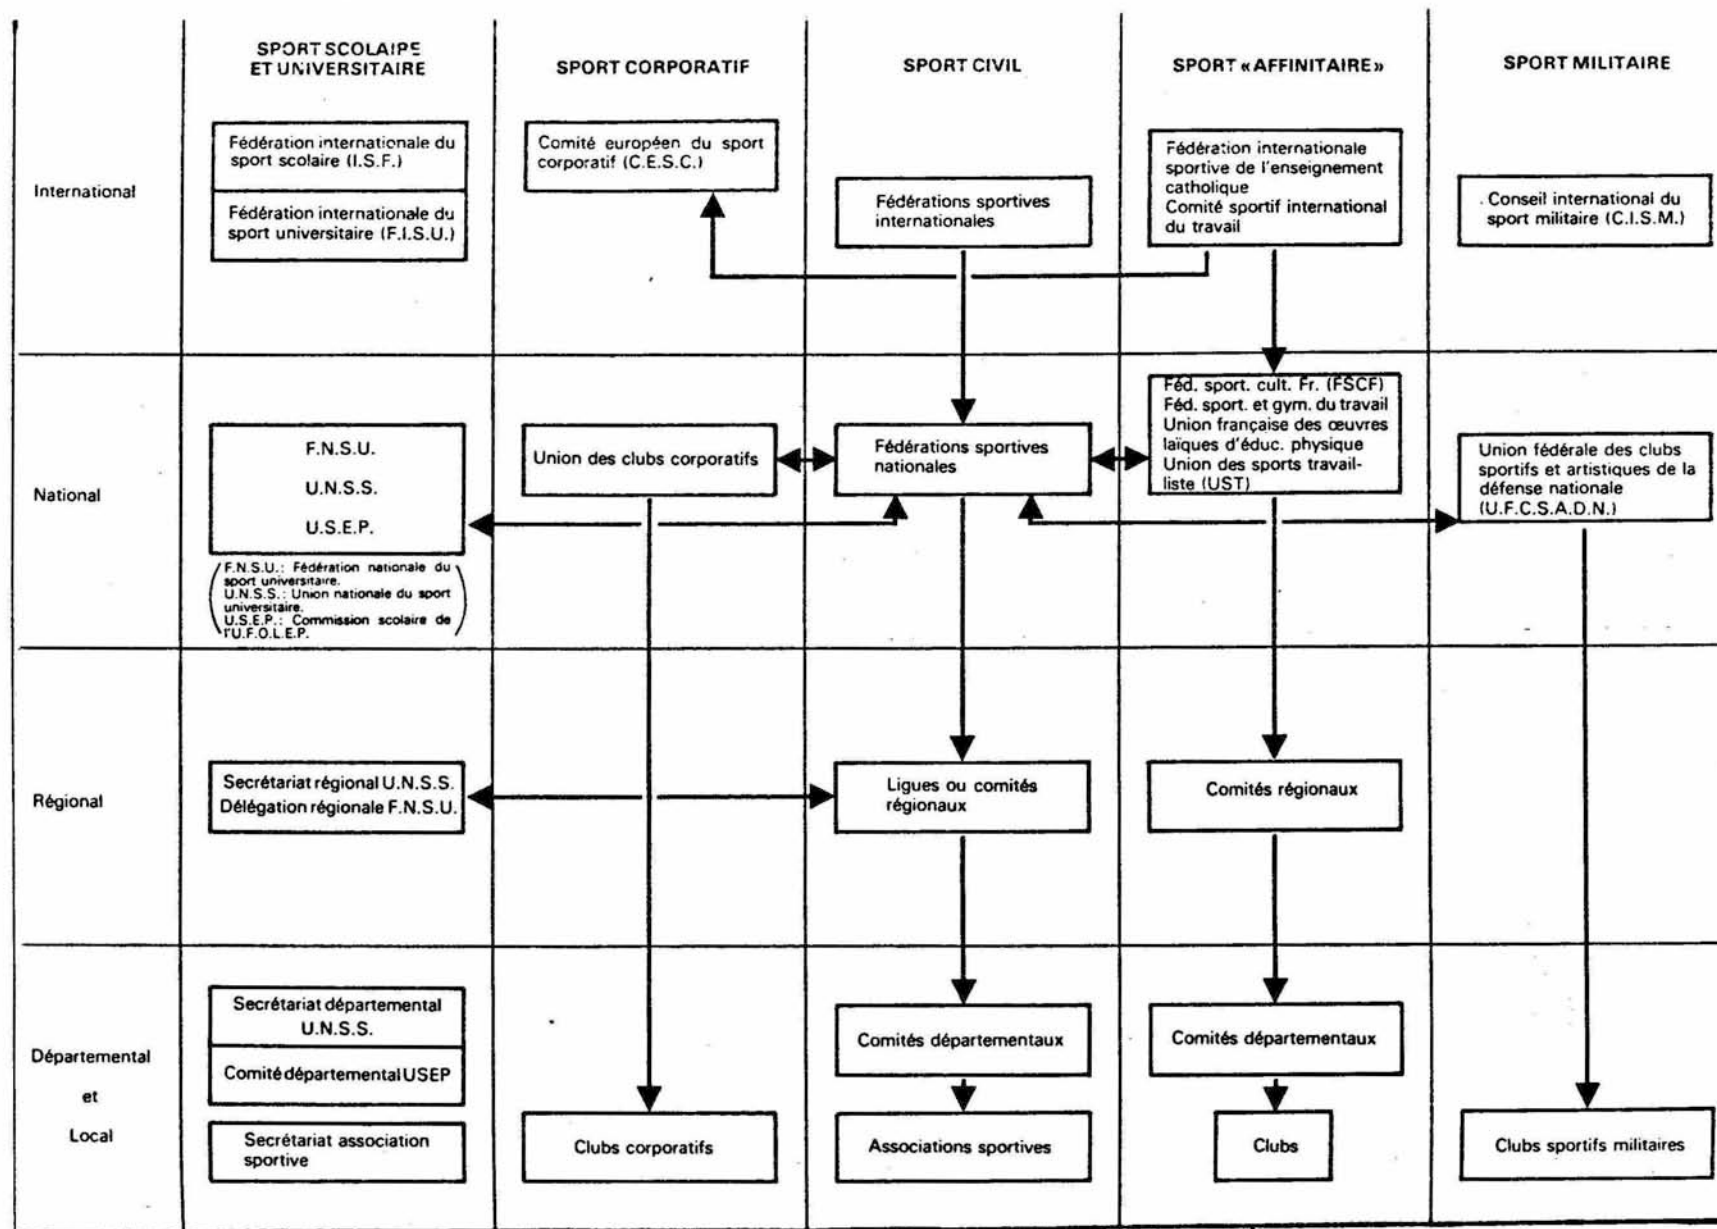 SPORT SCOLAIRE
ET UNIVERSITAIRE
SPORT CORPORATIF
SPORT CIVIL
SPORT «AFFINITAIRE»
SPORT MILITAIRE
International
Fédération internationale du
sport scolaire (I.S.F.)
Fédération internationale du
sport universitaire (F.I.S.U.)
Comité européen du sport
corporatif (C.E.S.C.)
Fédérations sportives
internationales
Fédération internationale
sportive de l'enseignement
catholique
Comité sportif international
du travail
Conseil international du
sport militaire (C.I.S.M.)
National
F.N.S.U.
U.N.S.S.
U.S.E.P.
F.N.S.U.: Fédération nationale du
sport universitaire.
U.N.S.S.: Union nationale du sport
universitaire.
U.S.E.P.: Commission scolaire de
l'U.F.O.L.E.P.
Union des clubs corporatifs
Fédérations sportives
nationales
Féd. sport. cult. Fr. (FSCF)
Féd. sport. et gym. du travail
Union française des œuvres
laïques d'éduc. physique
Union des sports travail-
liste (UST)
Union fédérale des clubs
sportifs et artistiques de la
défense nationale
(U.F.C.S.A.D.N.)
Régional
Secrétariat régional U.N.S.S.
Délégation régionale F.N.S.U.
Ligues ou comités
régionaux
Comités régionaux
Départemental
et
Local
Secrétariat départemental
U.N.S.S.
Comité départemental USEP
Secrétariat association
sportive
Clubs corporatifs
Comités départementaux
Associations sportives
Comités départementaux
Clubs
Clubs sportifs militaires